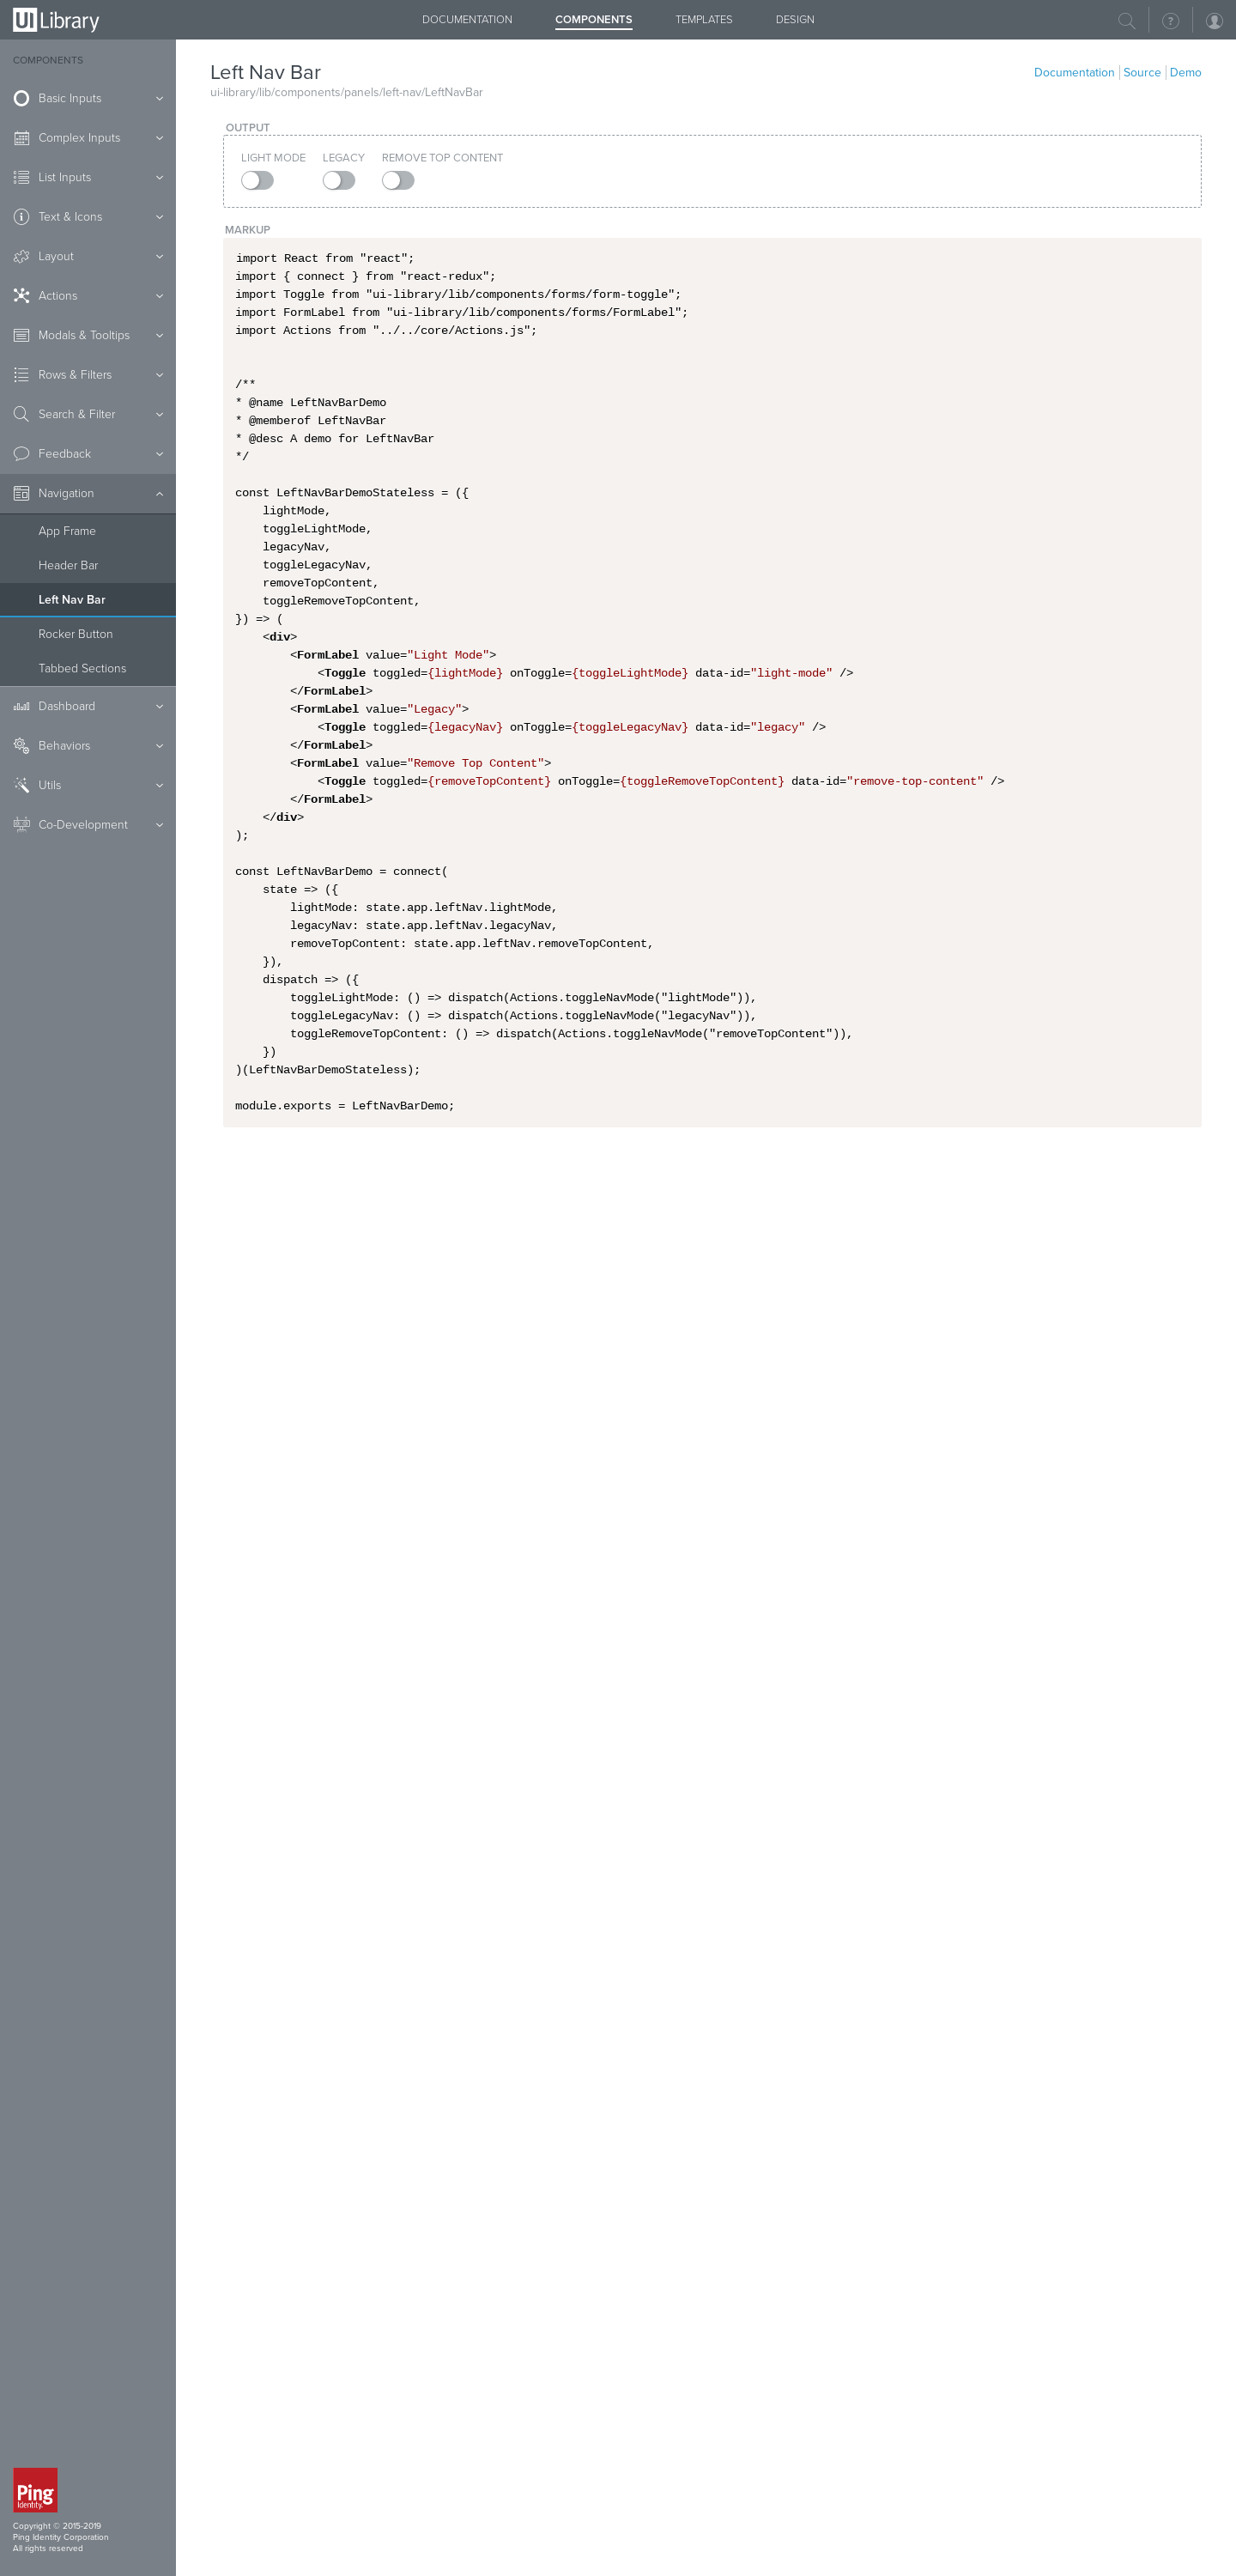 UI Library
DOCUMENTATION
COMPONENTS
TEMPLATES
DESIGN
COMPONENTS
Basic Inputs
Complex Inputs
List Inputs
Text & Icons
Layout
Actions
Modals & Tooltips
Rows & Filters
Search & Filter
Feedback
Navigation
App Frame
Header Bar
Left Nav Bar
Rocker Button
Tabbed Sections
Dashboard
Behaviors
Utils
Co-Development
Ping
Identity.
Copyright © 2015-2019
Ping Identity Corporation
All rights reserved
Left Nav Bar
Documentation
Source
Demo
ui-library/lib/components/panels/left-nav/LeftNavBar
OUTPUT
LIGHT MODE
LEGACY
REMOVE TOP CONTENT
MARKUP
import React from "react";
import { connect } from "react-redux";
import Toggle from "ui-library/lib/components/forms/form-toggle";
import FormLabel from "ui-library/lib/components/forms/FormLabel";
import Actions from "../../core/Actions.js";
/**
* @name LeftNavBarDemo
* @memberof LeftNavBar
* @desc A demo for LeftNavBar
*/
const LeftNavBarDemoStateless = ({
    lightMode,
    toggleLightMode,
    legacyNav,
    toggleLegacyNav,
    removeTopContent,
    toggleRemoveTopContent,
}) => (
    <div>
        <FormLabel value="Light Mode">
            <Toggle toggled={lightMode} onToggle={toggleLightMode} data-id="light-mode" />
        </FormLabel>
        <FormLabel value="Legacy">
            <Toggle toggled={legacyNav} onToggle={toggleLegacyNav} data-id="legacy" />
        </FormLabel>
        <FormLabel value="Remove Top Content">
            <Toggle toggled={removeTopContent} onToggle={toggleRemoveTopContent} data-id="remove-top-content" />
        </FormLabel>
    </div>
);
const LeftNavBarDemo = connect(
    state => ({
        lightMode: state.app.leftNav.lightMode,
        legacyNav: state.app.leftNav.legacyNav,
        removeTopContent: state.app.leftNav.removeTopContent,
    }),
    dispatch => ({
        toggleLightMode: () => dispatch(Actions.toggleNavMode("lightMode")),
        toggleLegacyNav: () => dispatch(Actions.toggleNavMode("legacyNav")),
        toggleRemoveTopContent: () => dispatch(Actions.toggleNavMode("removeTopContent")),
    })
)(LeftNavBarDemoStateless);
module.exports = LeftNavBarDemo;